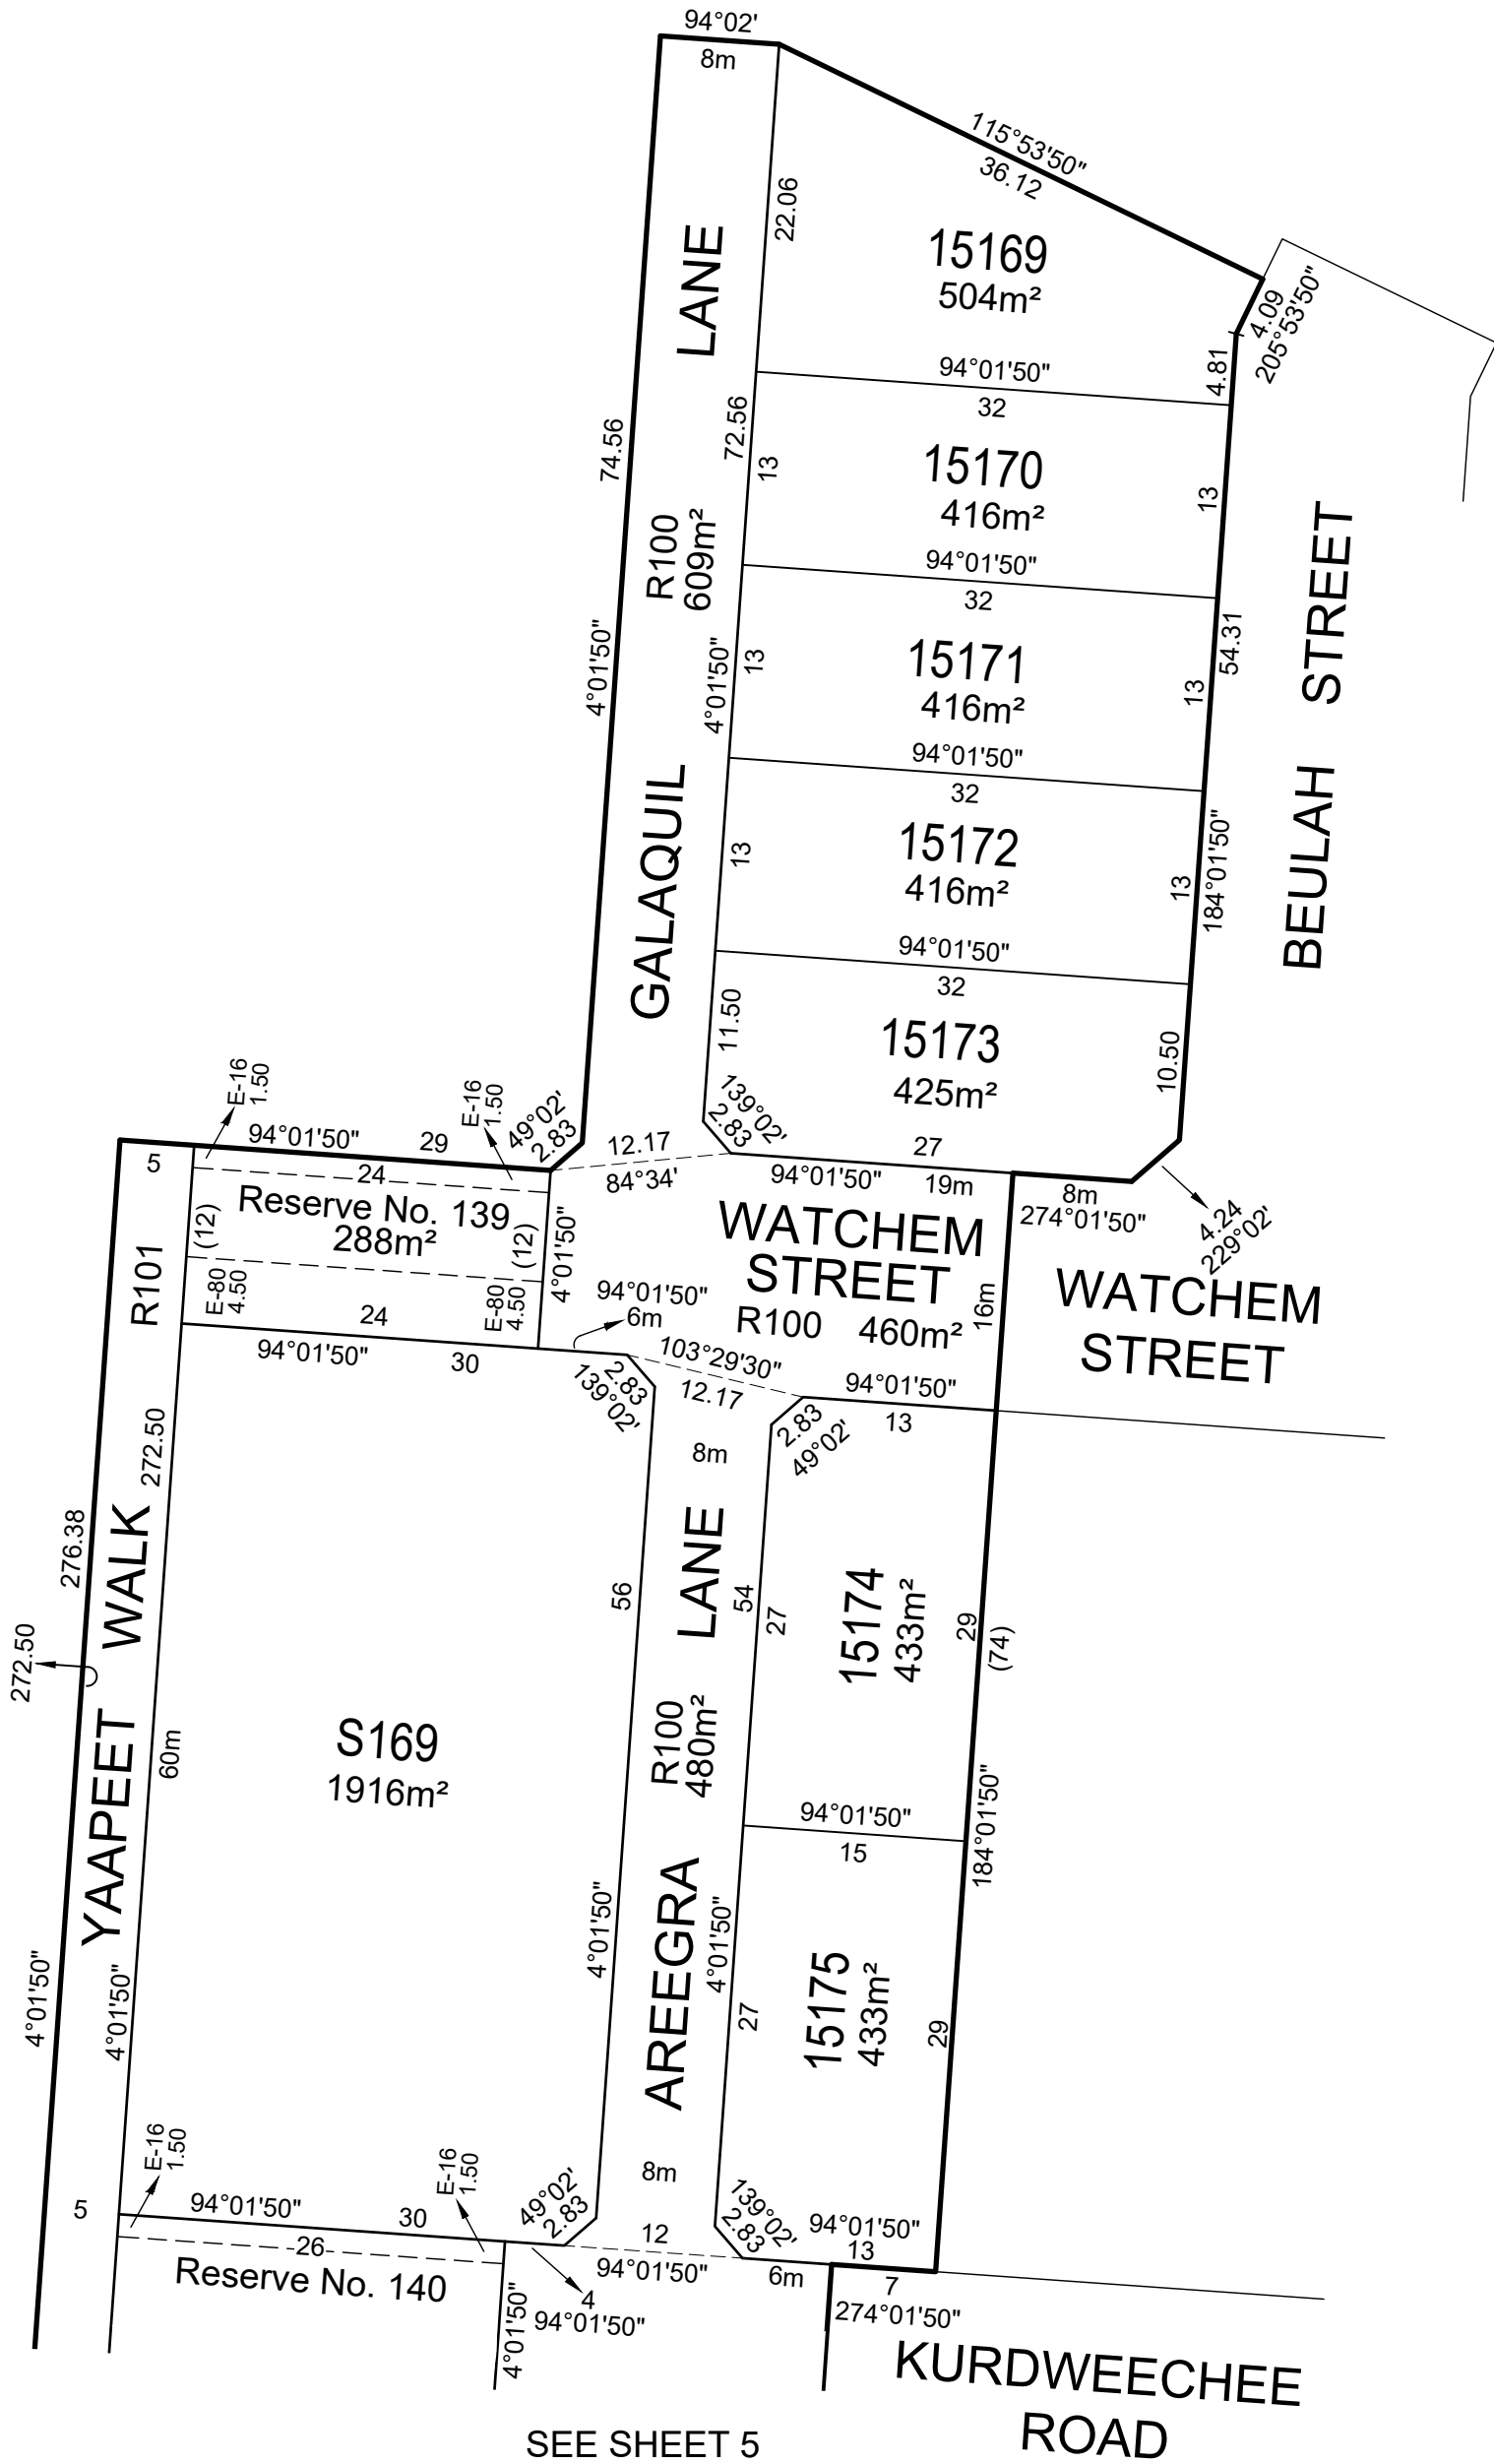 94°02'
8m
115°53'50"
36.12
22.06
LANE
15169
504m²
4.09
205°53'50"
4.81
94°01'50"
32
74.56
72.56
13
15170
416m²
13
R100
609m²
94°01'50"
32
BEULAH STREET
4°01'50"
4°01'50"
13
15171
416m²
13
54.31
94°01'50"
32
GALAQUIL
13
15172
416m²
13
184°01'50"
94°01'50"
32
11.50
15173
425m²
10.50
E-16
1.50
E-16
1.50
49°02'
2.83
139°02'
2.83
94°01'50"
29
12.17
84°34'
27
94°01'50"
19m
8m
274°01'50"
4.24
229°02'
5
24
Reserve No. 139
288m²
(12)
(12)
4°01'50"
R101
WATCHEM
STREET
R100 460m²
16m
WATCHEM
STREET
E-80
4.50
E-80
4.50
24
94°01'50"
6m
94°01'50"
30
2.83
139°02'
103°29'30"
12.17
94°01'50"
13
2.83
49°02'
8m
272.50
276.38
272.50
YAAPEET WALK
60m
56
LANE
54
27
15174
433m²
29
(74)
S169
1916m²
R100
480m²
94°01'50"
15
184°01'50"
4°01'50"
4°01'50"
4°01'50"
AREEGRA
4°01'50"
27
15175
433m²
29
E-16
1.50
E-16
1.50
8m
49°02'
2.83
139°02'
2.83
5
94°01'50"
30
12
94°01'50"
94°01'50"
13
26
Reserve No. 140
4
94°01'50"
6m
7
274°01'50"
4°01'50"
KURDWEECHEE
ROAD
SEE SHEET 5